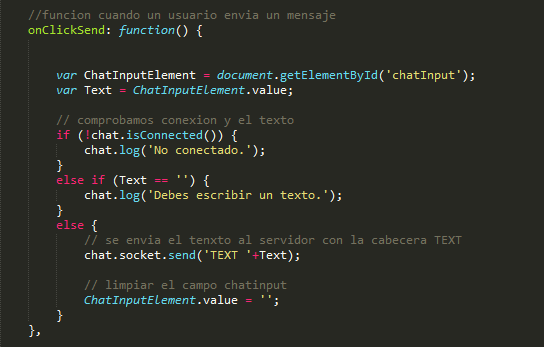 //funcion cuando un usuario envia un mensaje
onClickSend: function() {
var ChatInputElement = document.getElementById('chatInput');
var Text = ChatInputElement.value;
// comprobamos conexion y el texto
if (!chat.isConnected()) {
chat.log('No conectado.');
}
else if (Text == '') {
chat.log('Debes escribir un texto.');
}
else {
// se envia el tenxto al servidor con la cabecera TEXT
chat.socket.send('TEXT '+Text);
// limpiar el campo chatinput
ChatInputElement.value = '';
}
},